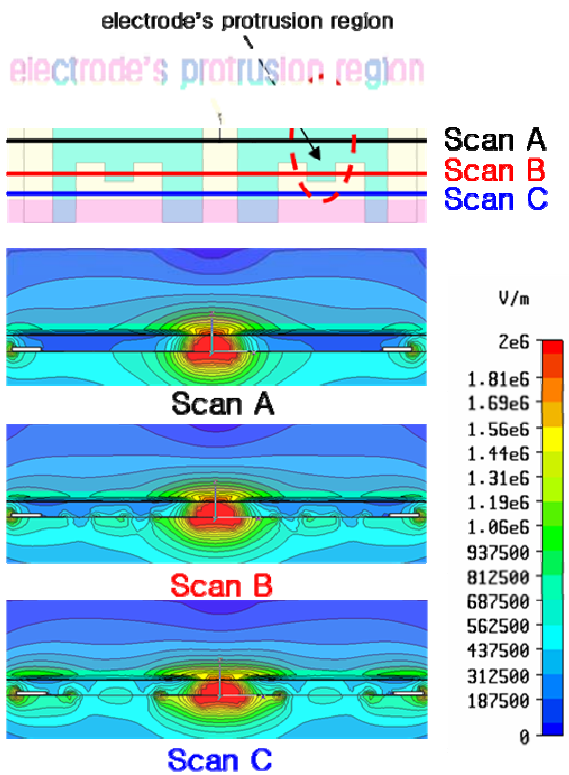 electrode's protrusion region
electrode's protrusion region
Scan A
Scan B
Scan C
Scan A
Scan B
Scan C
V/m
2e6
1.81e6
1.69e6
1.56e6
1.44e6
1.31e6
1.19e6
1.06e6
937500
812500
687500
562500
437500
312500
187500
0